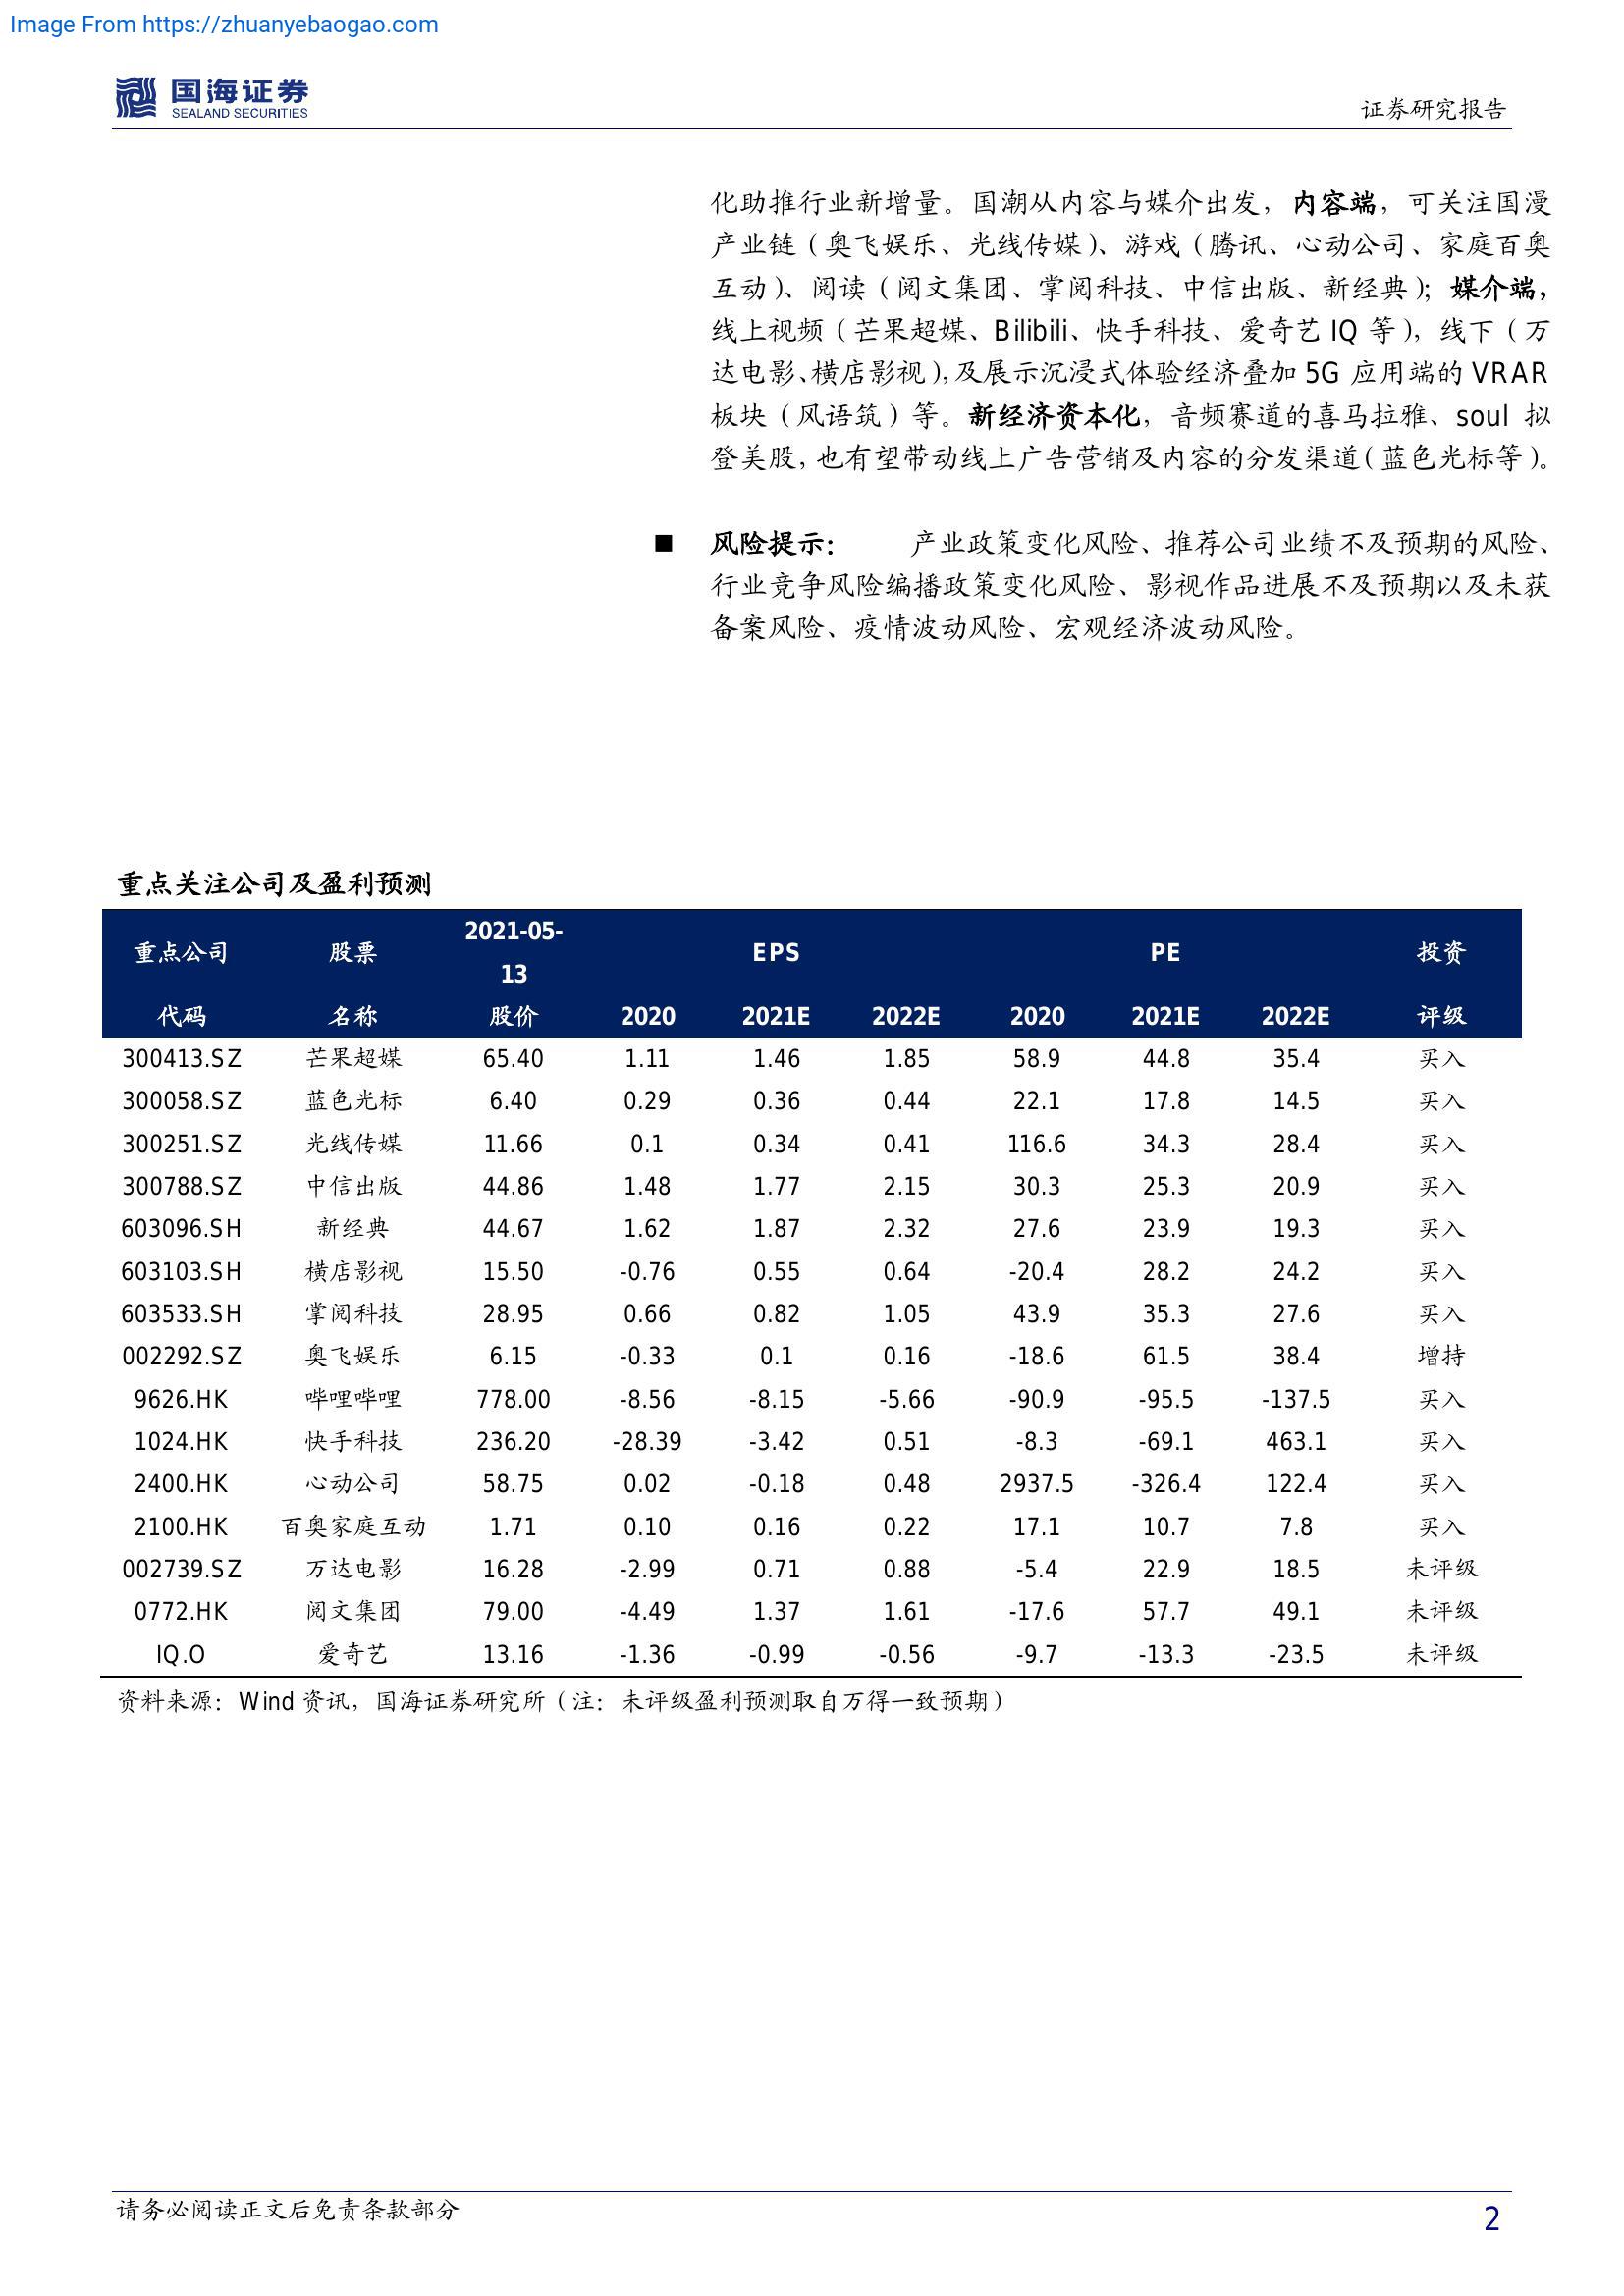 Image From https://zhuanyebaogao.com
国海证券
SEALAND SECURITIES
证券研究报告
化助推行业新增量。国潮从内容与媒介出发，内容端，可关注国漫
产业链（奥飞娱乐、光线传媒）、游戏（腾讯、心动公司、家庭百奥
互动）、阅读（阅文集团、掌阅科技、中信出版、新经典）；媒介端，
线上视频（芒果超媒、Bilibili、快手科技、爱奇艺 IQ 等），线下（万
达电影、横店影视），及展示沉浸式体验经济叠加 5G 应用端的 VRAR
板块（风语筑）等。新经济资本化，音频赛道的喜马拉雅、soul 拟
登美股，也有望带动线上广告营销及内容的分发渠道（蓝色光标等）。
■ 风险提示： 产业政策变化风险、推荐公司业绩不及预期的风险、
行业竞争风险编播政策变化风险、影视作品进展不及预期以及未获
备案风险、疫情波动风险、宏观经济波动风险。
重点关注公司及盈利预测
重点公司 股票 2021-05-13 EPS PE 投资
代码 名称 股价 2020 2021E 2022E 2020 2021E 2022E 评级
300413.SZ 芒果超媒 65.40 1.11 1.46 1.85 58.9 44.8 35.4 买入
300058.SZ 蓝色光标 6.40 0.29 0.36 0.44 22.1 17.8 14.5 买入
300251.SZ 光线传媒 11.66 0.1 0.34 0.41 116.6 34.3 28.4 买入
300788.SZ 中信出版 44.86 1.48 1.77 2.15 30.3 25.3 20.9 买入
603096.SH 新经典 44.67 1.62 1.87 2.32 27.6 23.9 19.3 买入
603103.SH 横店影视 15.50 -0.76 0.55 0.64 -20.4 28.2 24.2 买入
603533.SH 掌阅科技 28.95 0.66 0.82 1.05 43.9 35.3 27.6 买入
002292.SZ 奥飞娱乐 6.15 -0.33 0.1 0.16 -18.6 61.5 38.4 增持
9626.HK 哔哩哔哩 778.00 -8.56 -8.15 -5.66 -90.9 -95.5 -137.5 买入
1024.HK 快手科技 236.20 -28.39 -3.42 0.51 -8.3 -69.1 463.1 买入
2400.HK 心动公司 58.75 0.02 -0.18 0.48 2937.5 -326.4 122.4 买入
2100.HK 百奥家庭互动 1.71 0.10 0.16 0.22 17.1 10.7 7.8 买入
002739.SZ 万达电影 16.28 -2.99 0.71 0.88 -5.4 22.9 18.5 未评级
0772.HK 阅文集团 79.00 -4.49 1.37 1.61 -17.6 57.7 49.1 未评级
IQ.O 爱奇艺 13.16 -1.36 -0.99 -0.56 -9.7 -13.3 -23.5 未评级
资料来源：Wind 资讯，国海证券研究所（注：未评级盈利预测取自万得一致预期）
请务必阅读正文后免责条款部分
2